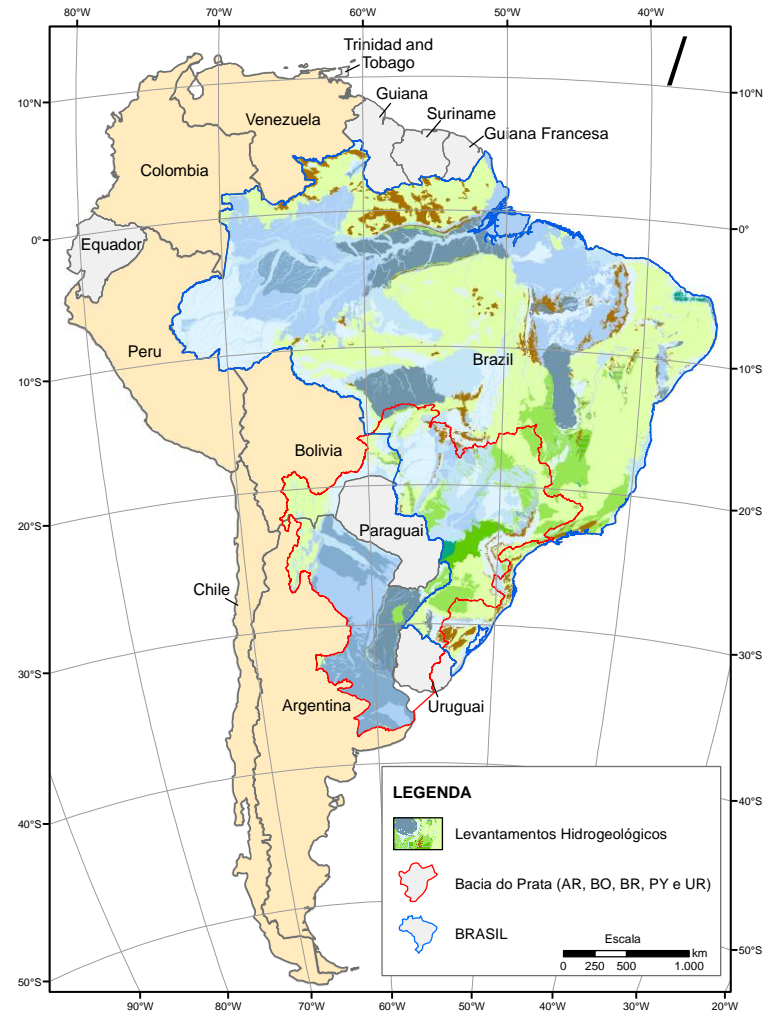 80°W 70°W 60°W 50°W 40°W
Trinidad and
Tobago
10°N
10°N
Guiana
Suriname
Guiana Francesa
Venezuela
Colombia
0°
0°
Equador
Peru
Brazil
10°S
10°S
Bolivia
20°S
20°S
Paraguai
Chile
30°S
30°S
Argentina
Uruguai
40°S
40°S
50°S
50°S
LEGENDA
Levantamentos Hidrogeológicos
Bacia do Prata (AR, BO, BR, PY e UR)
BRASIL
Escala
km
0 250 500 1.000
90°W 80°W 70°W 60°W 50°W 40°W 30°W 20°W